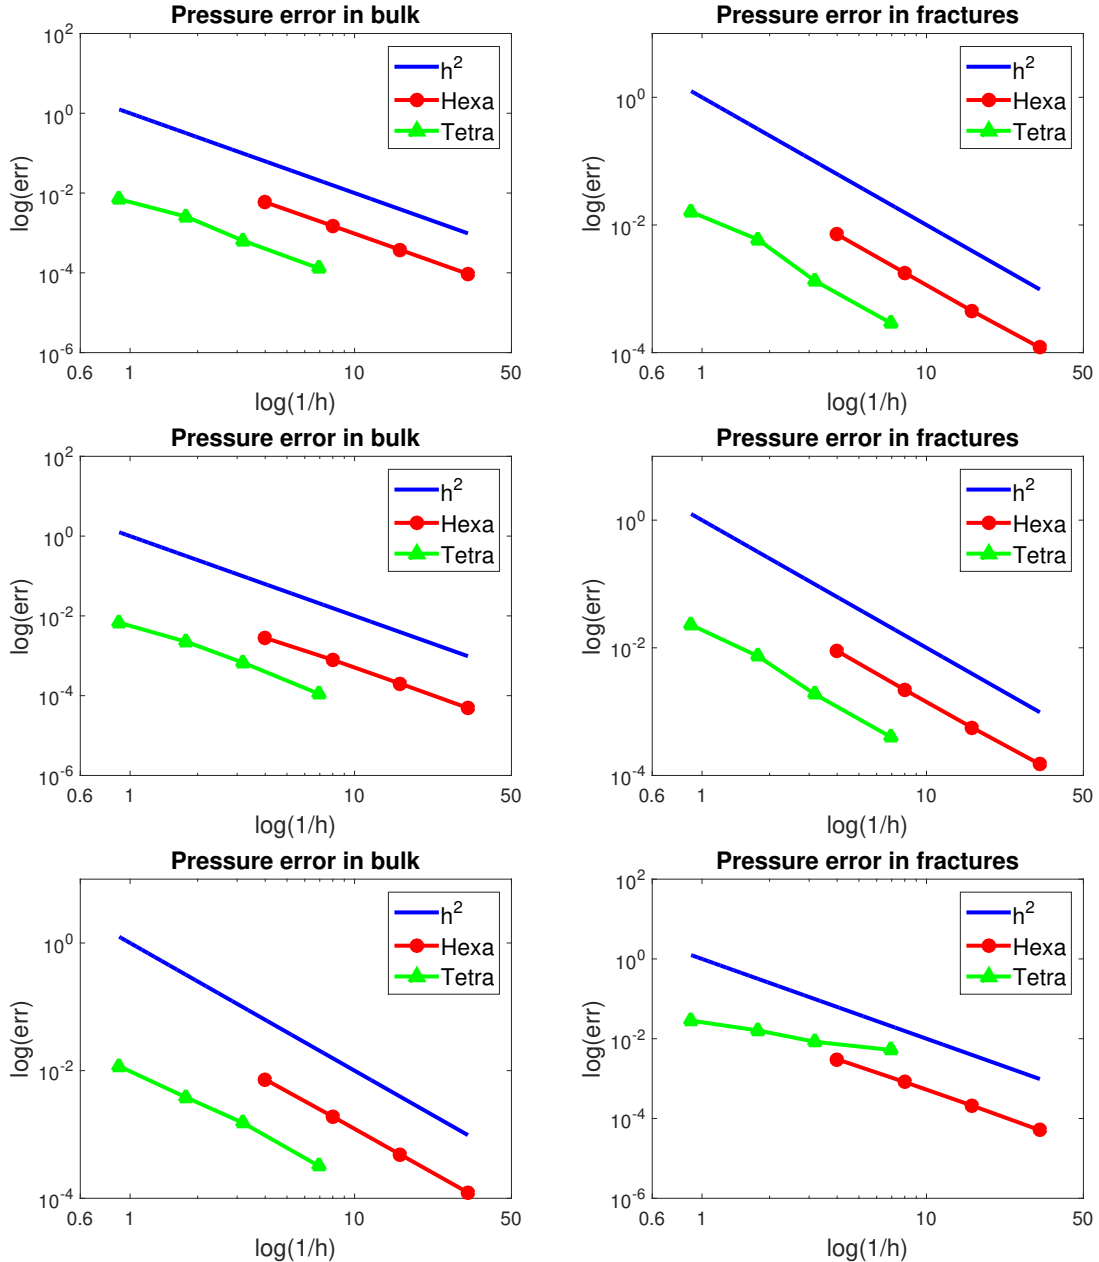 Pressure error in bulk
10^2
10^0
10^-2
10^-4
10^-6
log(err)
h^2
Hexa
Tetra
0.6 1 10 50
log(1/h)
Pressure error in fractures
10^0
10^-2
10^-4
log(err)
h^2
Hexa
Tetra
0.6 1 10 50
log(1/h)
Pressure error in bulk
10^2
10^0
10^-2
10^-4
10^-6
log(err)
h^2
Hexa
Tetra
0.6 1 10 50
log(1/h)
Pressure error in fractures
10^0
10^-2
10^-4
log(err)
h^2
Hexa
Tetra
0.6 1 10 50
log(1/h)
Pressure error in bulk
10^0
10^-2
10^-4
log(err)
h^2
Hexa
Tetra
0.6 1 10 50
log(1/h)
Pressure error in fractures
10^2
10^0
10^-2
10^-4
10^-6
log(err)
h^2
Hexa
Tetra
0.6 1 10 50
log(1/h)